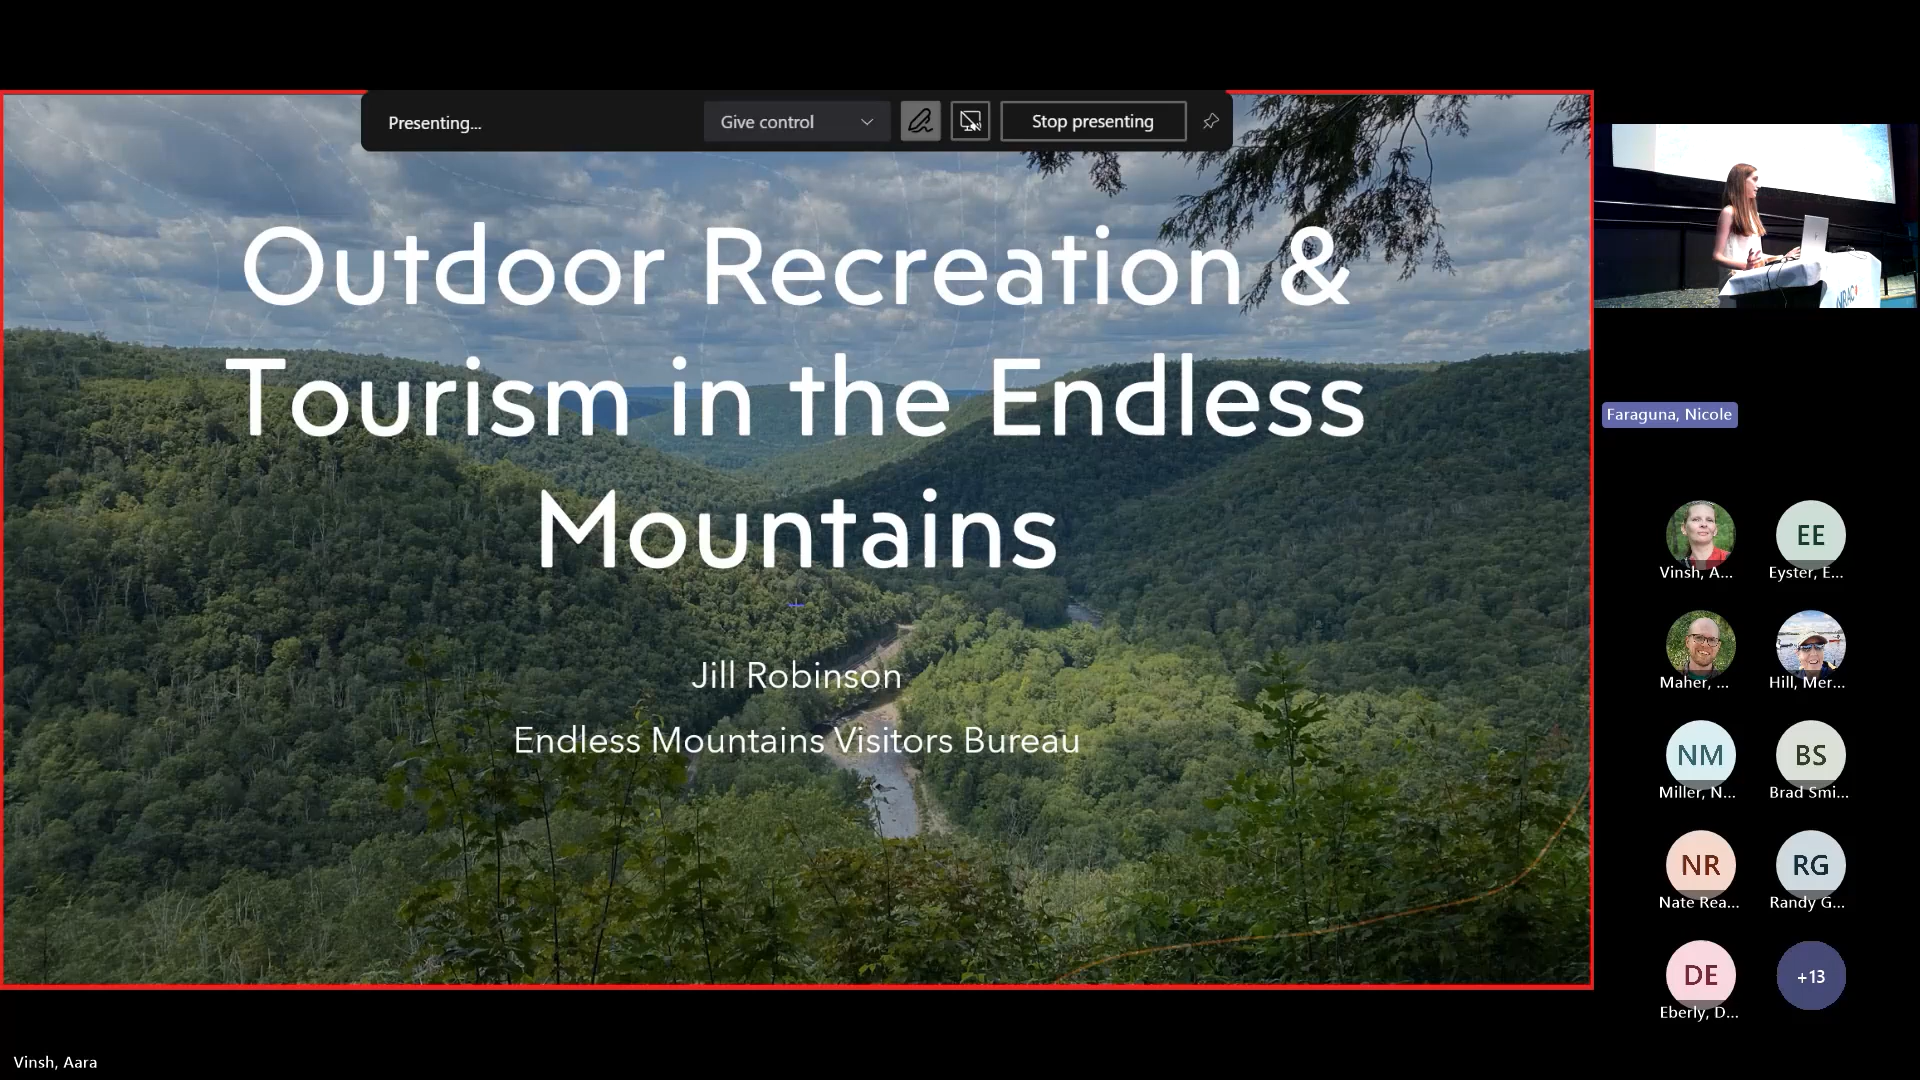 Presenting...
Give control
Stop presenting
Outdoor Recreation &
Tourism in the Endless
Mountains
Jill Robinson
Endless Mountains Visitors Bureau
NRAC
Faraguna, Nicole
Vinsh, A...
EE
Eyster, E...
Maher, ...
Hill, Mer...
NM
Miller, N...
BS
Brad Smi...
NR
Nate Rea...
RG
Randy G...
DE
Eberly, D...
+13
Vinsh, Aara